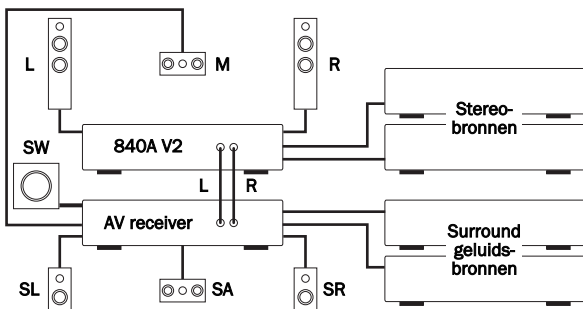 L
M
R
Stereo-
bronnen
840A V2
SW
L
R
AV receiver
Surround
geluids-
bronnen
SL
SA
SR